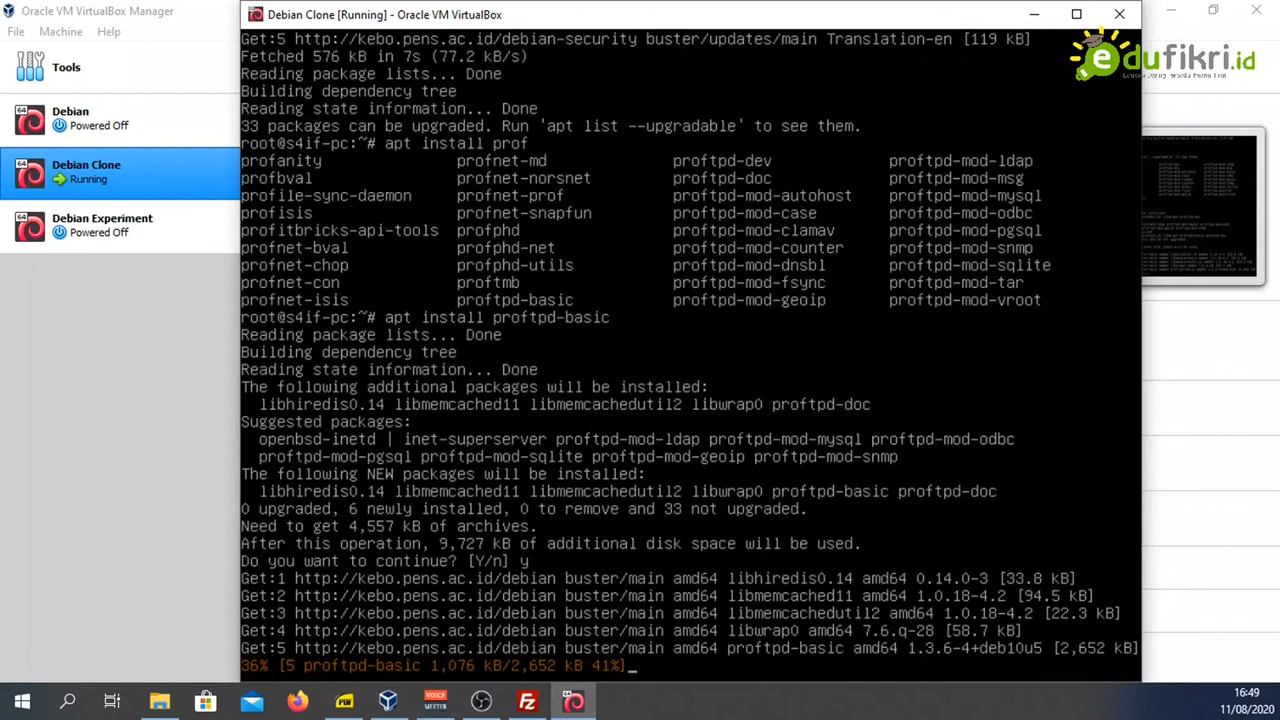 Oracle VM VirtualBox Manager
File Machine Help
Tools
Debian
Powered Off
Debian Clone
Running
Debian Experiment
Powered Off
Debian Clone [Running] - Oracle VM VirtualBox
Get:5 http://kebo.pens.ac.id/debian-security buster/updates/main Translation-en [119 kB]
Fetched 576 kB in 7s (77.2 kB/s)
Reading package lists... Done
Building dependency tree
Reading state information... Done
33 packages can be upgraded. Run 'apt list --upgradable' to see them.
root@s4if-pc:~# apt install prof
profanity profnet-md proftpd-dev proftpd-mod-ldap
profbval profnet-norsnet proftpd-doc proftpd-mod-msg
profile-sync-daemon profnet-prof proftpd-mod-autohost proftpd-mod-mysql
profisis profnet-snapfun proftpd-mod-case proftpd-mod-odbc
profitbricks-api-tools profphd-net proftpd-mod-clamav proftpd-mod-pgsql
profnet-bval profphd-net proftpd-mod-counter proftpd-mod-snmp
profnet-chop profphd-utils proftpd-mod-dnsbl proftpd-mod-sqlite
profnet-con proftmb proftpd-mod-fsync proftpd-mod-tar
profnet-isis proftpd-basic proftpd-mod-geoip proftpd-mod-vroot
root@s4if-pc:~# apt install proftpd-basic
Reading package lists... Done
Building dependency tree
Reading state information... Done
The following additional packages will be installed:
libhiredis0.14 libmemcached11 libmemcachedutil2 libwrap0 proftpd-doc
Suggested packages:
openbsd-inetd | inet-superserver proftpd-mod-ldap proftpd-mod-mysql proftpd-mod-odbc
proftpd-mod-pgsql proftpd-mod-sqlite proftpd-mod-geoip proftpd-mod-snmp
The following NEW packages will be installed:
libhiredis0.14 libmemcached11 libmemcachedutil2 libwrap0 proftpd-basic proftpd-doc
0 upgraded, 6 newly installed, 0 to remove and 33 not upgraded.
Need to get 4,557 kB of archives.
After this operation, 9,727 kB of additional disk space will be used.
Do you want to continue? [Y/n] y
Get:1 http://kebo.pens.ac.id/debian buster/main amd64 libhiredis0.14 amd64 0.14.0-3 [33.8 kB]
Get:2 http://kebo.pens.ac.id/debian buster/main amd64 libmemcached11 amd64 1.0.18-4.2 [94.5 kB]
Get:3 http://kebo.pens.ac.id/debian buster/main amd64 libmemcachedutil2 amd64 1.0.18-4.2 [22.3 kB]
Get:4 http://kebo.pens.ac.id/debian buster/main amd64 libwrap0 amd64 7.6.q-28 [58.7 kB]
Get:5 http://kebo.pens.ac.id/debian buster/main amd64 proftpd-basic amd64 1.3.6-4+deb10u5 [2,652 kB]
36% [5 proftpd-basic 1,076 kB/2,652 kB 41%]
edufikri.id
16:49
11/08/2020